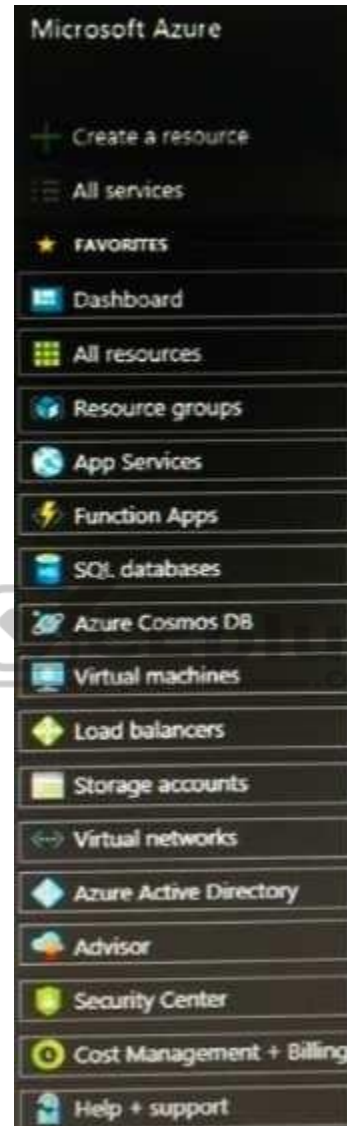 Microsoft Azure
Create a resource
All services
FAVORITES
Dashboard
All resources
Resource groups
App Services
Function Apps
SQL databases
Azure Cosmos DB
Virtual machines
Load balancers
Storage accounts
Virtual networks
Azure Active Directory
Advisor
Security Center
Cost Management + Billing
Help + support